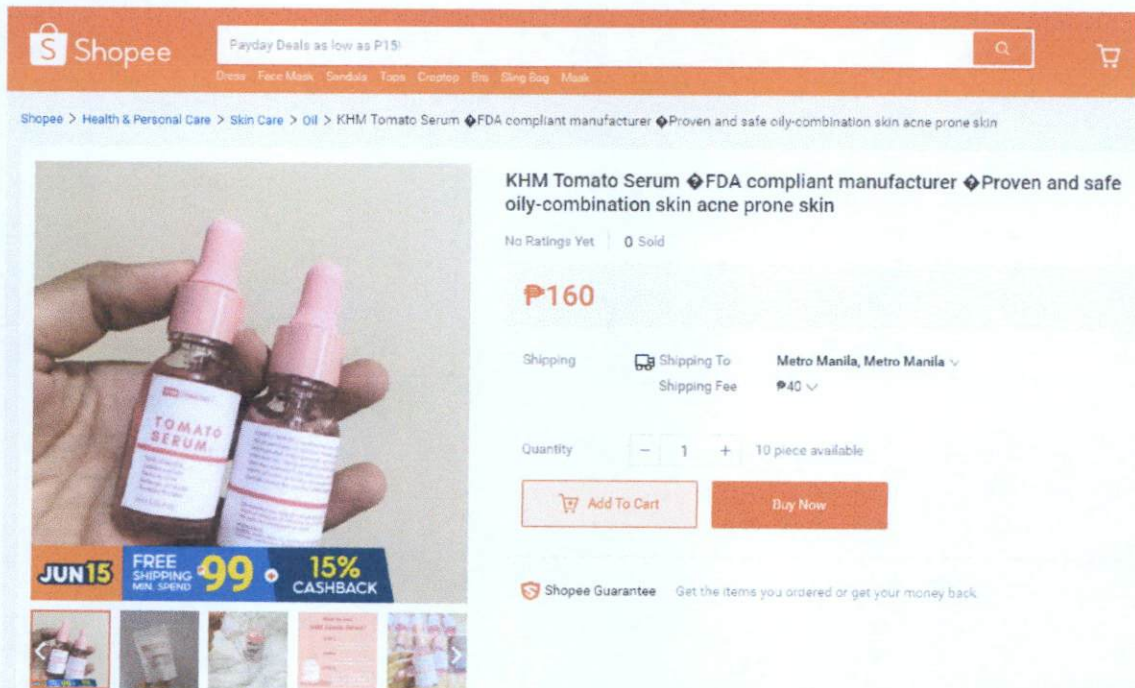 Shopee
Payday Deals as low as ₱15!
Dress Face Mask Sandals Tops Croptop Bra Sling Bag Mask
Shopee > Health & Personal Care > Skin Care > Oil > KHM Tomato Serum �FDA compliant manufacturer �Proven and safe oily-combination skin acne prone skin
KHM Tomato Serum �FDA compliant manufacturer �Proven and safe
oily-combination skin acne prone skin
No Ratings Yet 0 Sold
₱160
Shipping Shipping To Metro Manila, Metro Manila
Shipping Fee ₱40
Quantity − 1 + 10 piece available
Add To Cart Buy Now
Shopee Guarantee Get the items you ordered or get your money back.
TOMATO
SERUM
JUN15
FREE
SHIPPING
MIN. SPEND
₱99
15%
CASHBACK